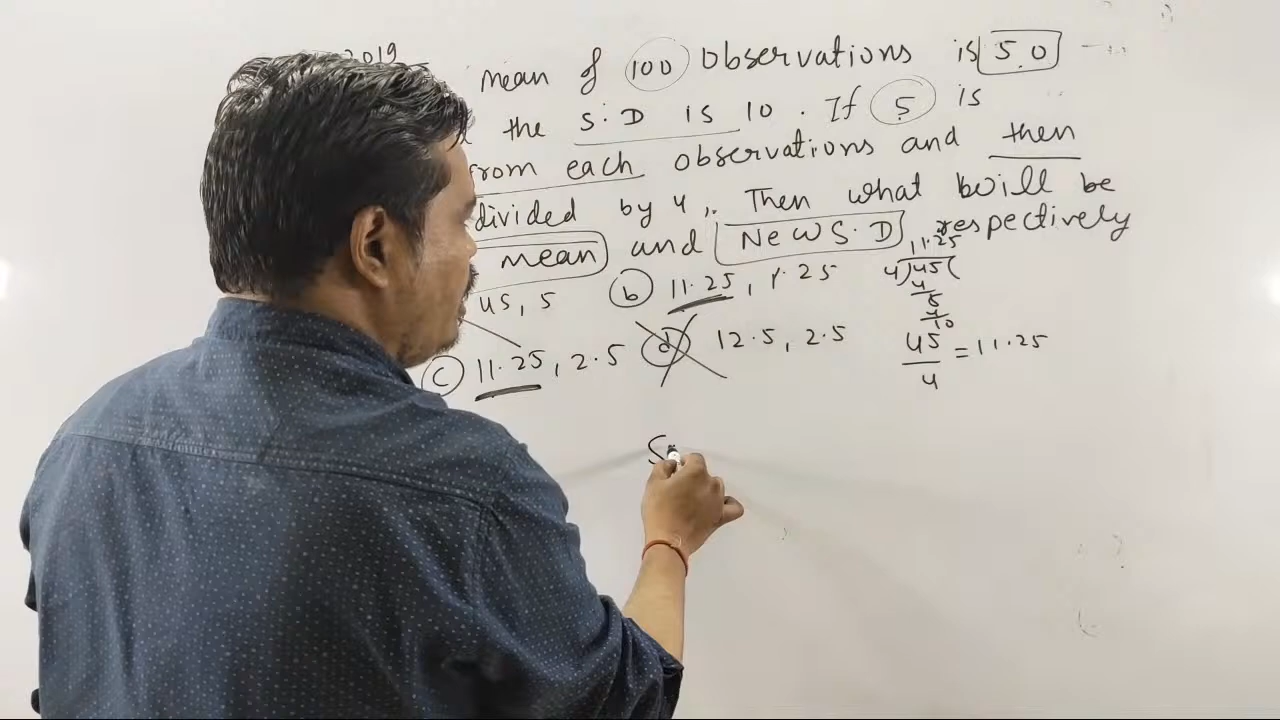 2019
mean of 100 observations is 50
the S.D is 10. If 5 is
from each observations and then
divided by 4,. Then what will be
mean and New S.D respectively
45, 5 (b) 11.25, 1.25
(c) 11.25, 2.5 (d) 12.5, 2.5
11.25
4)45(
4
5
4
10
45
4 = 11.25
S